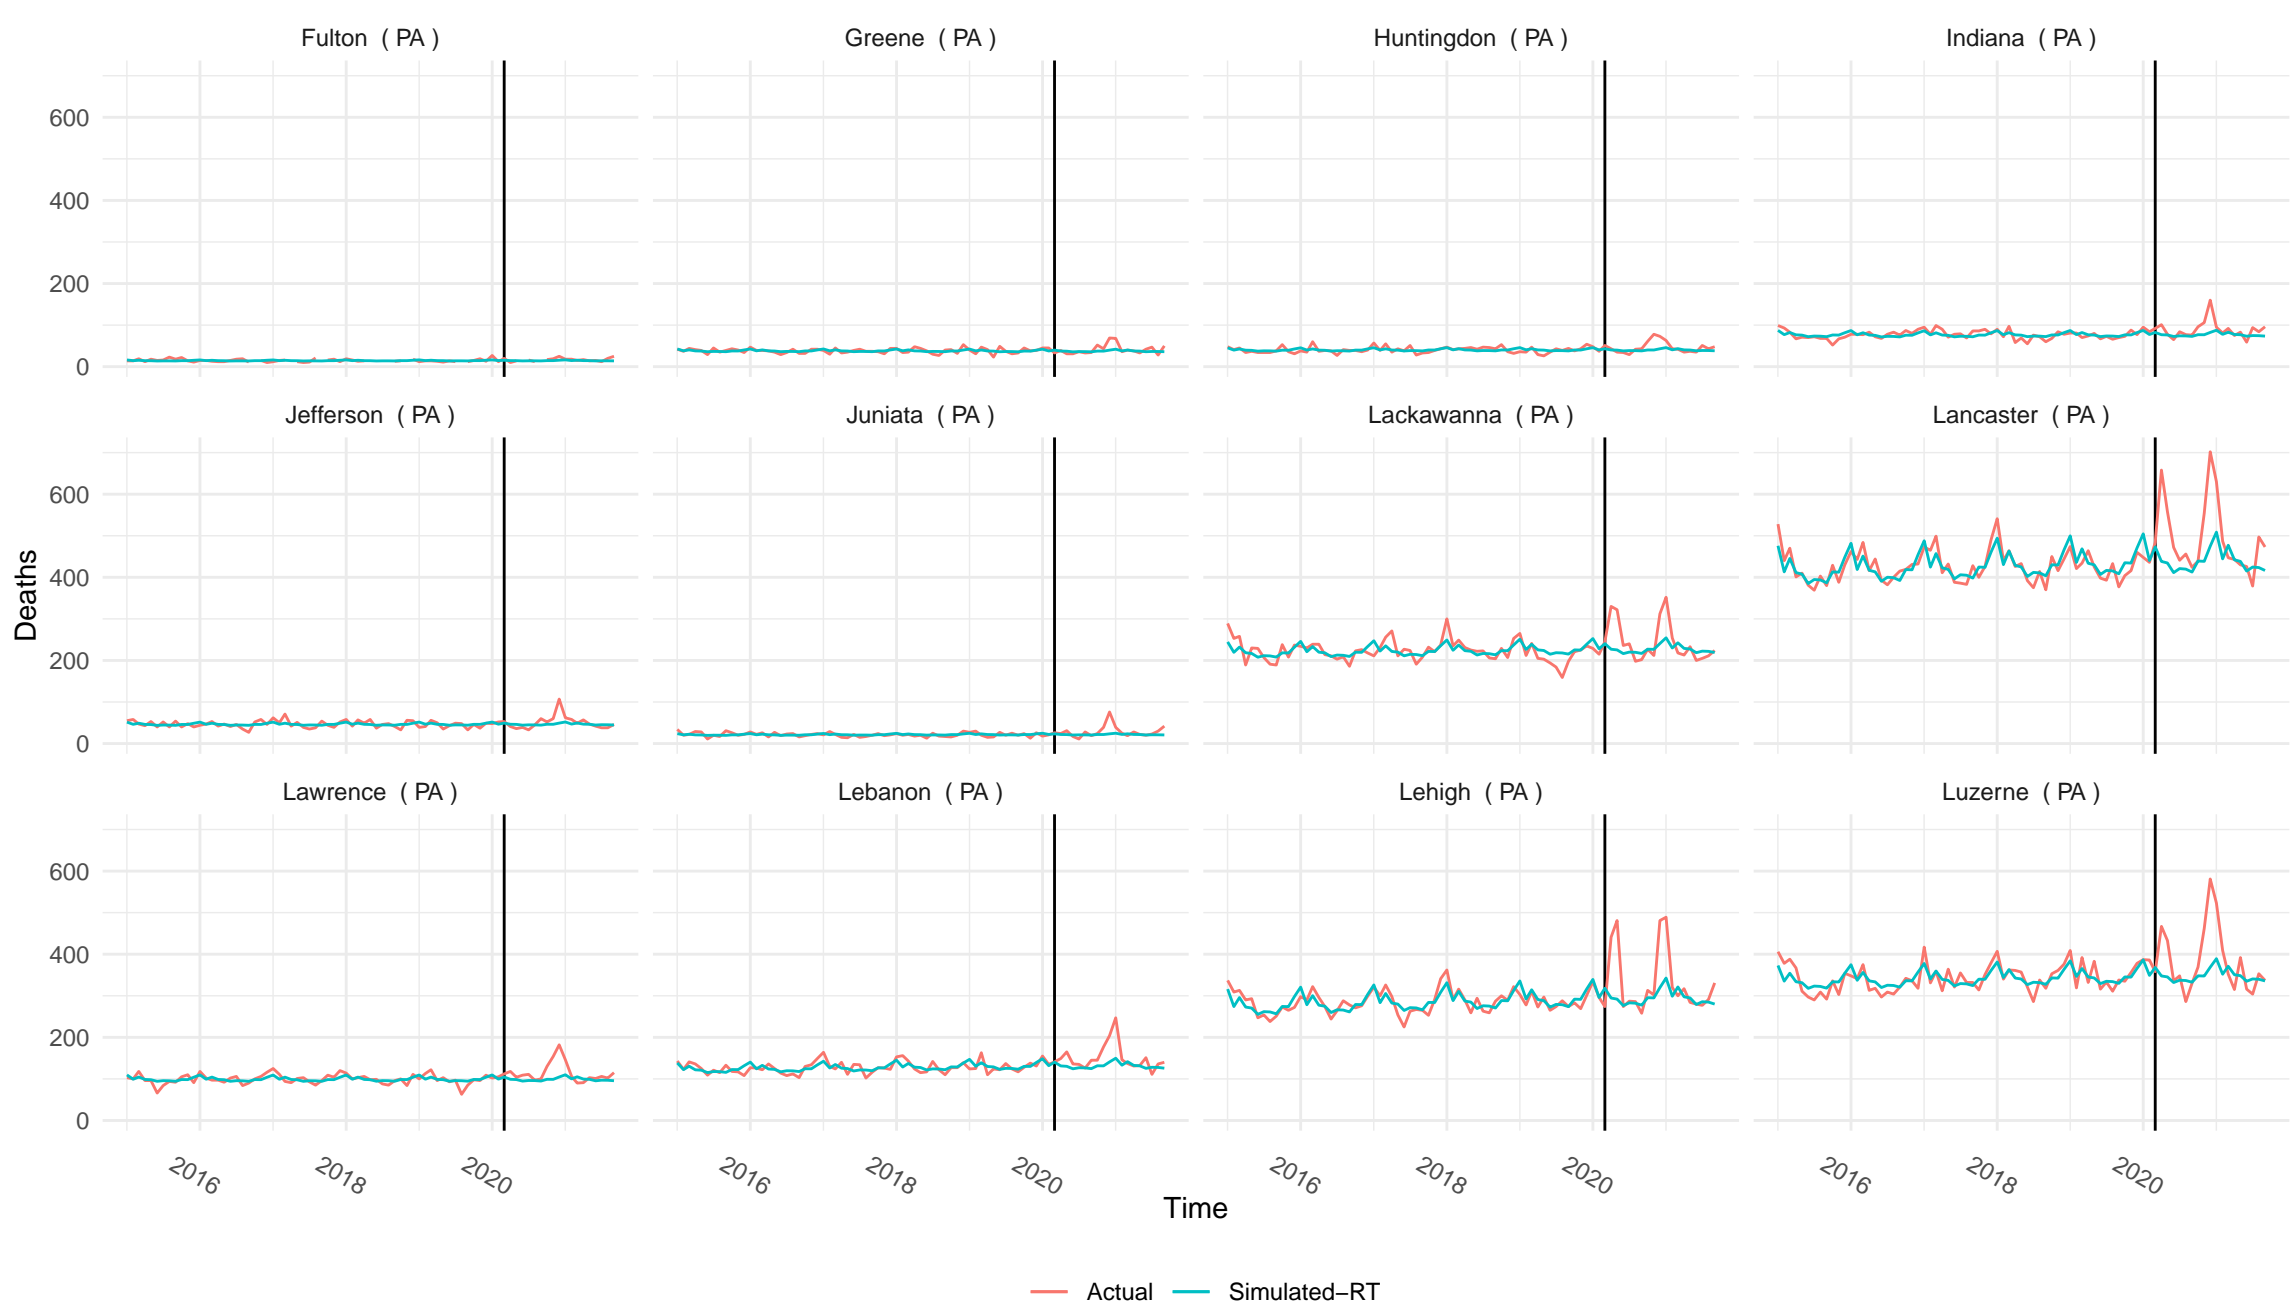 Fulton ( PA )
Greene ( PA )
Huntingdon ( PA )
Indiana ( PA )
600
400
200
0
Jefferson ( PA )
Juniata ( PA )
Lackawanna ( PA )
Lancaster ( PA )
600
400
200
0
Deaths
Lawrence ( PA )
Lebanon ( PA )
Lehigh ( PA )
Luzerne ( PA )
600
400
200
0
2016
2018
2020
2016
2018
2020
2016
2018
2020
2016
2018
2020
Time
Actual
Simulated−RT